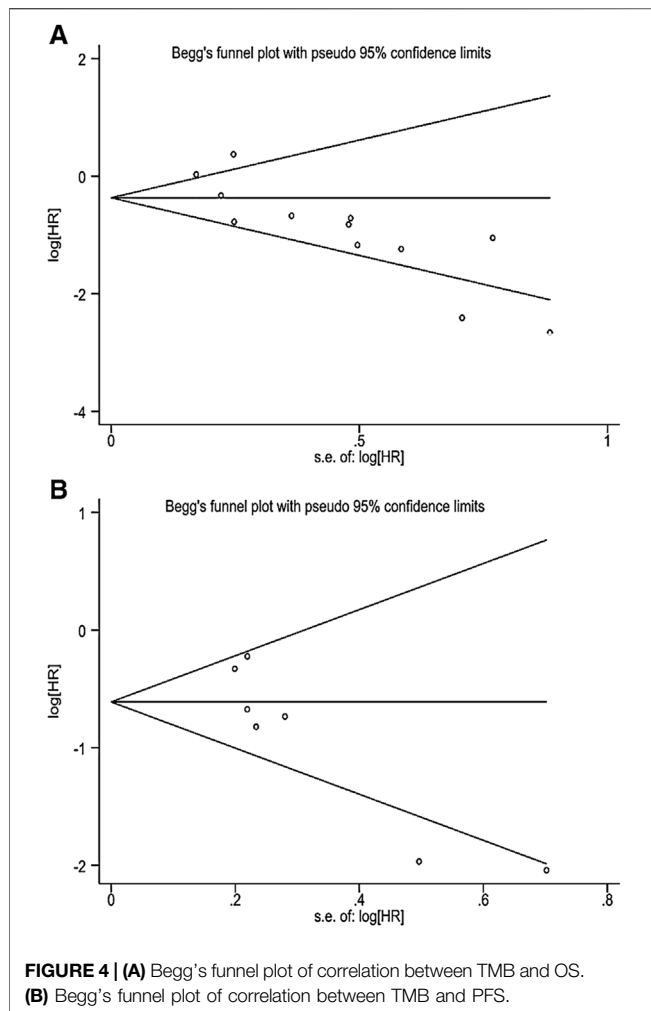 A
Begg's funnel plot with pseudo 95% confidence limits
2
0
-2
-4
log[HR]
0
.5
1
s.e. of: log[HR]
B
Begg's funnel plot with pseudo 95% confidence limits
1
0
-1
-2
log[HR]
0
.2
.4
.6
.8
s.e. of: log[HR]
FIGURE 4 | (A) Begg's funnel plot of correlation between TMB and OS.
(B) Begg's funnel plot of correlation between TMB and PFS.